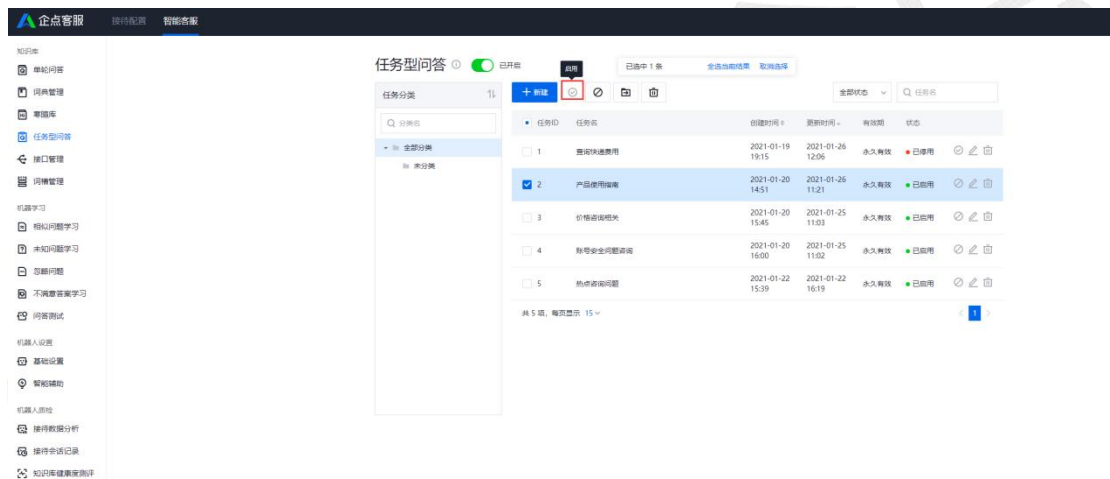 企点客服
接待配置
智能客服
知识库
单轮问答
词典管理
寒暄库
任务型问答
接口管理
词槽管理
机器学习
相似问题学习
未知问题学习
忽略问题
不满意答案学习
问答测试
机器人设置
基础设置
智能辅助
机器人质检
接待数据分析
接待会话记录
知识库健康度测评
任务型问答 已开启
启用
已选中 1 条 全选当前结果 取消选择
任务分类
分类名
全部分类
未分类
新建
全部状态
任务名
任务ID 任务名 创建时间 更新时间 有效期 状态
1 查询快递费用 2021-01-19 19:15 2021-01-26 12:06 永久有效 已停用
2 产品使用指南 2021-01-20 14:51 2021-01-26 11:21 永久有效 已启用
3 价格咨询相关 2021-01-20 15:45 2021-01-25 11:03 永久有效 已启用
4 账号安全问题咨询 2021-01-20 16:00 2021-01-25 11:02 永久有效 已启用
5 热点咨询问题 2021-01-22 15:39 2021-01-22 16:19 永久有效 已启用
共 5 项，每页显示 15
1